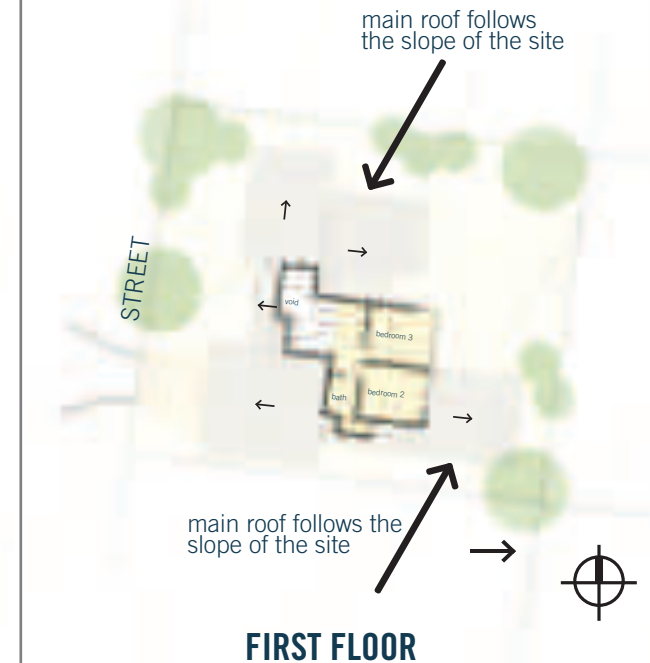 main roof follows
the slope of the site
STREET
void
bedroom 3
bath
bedroom 2
main roof follows the
slope of the site
FIRST FLOOR